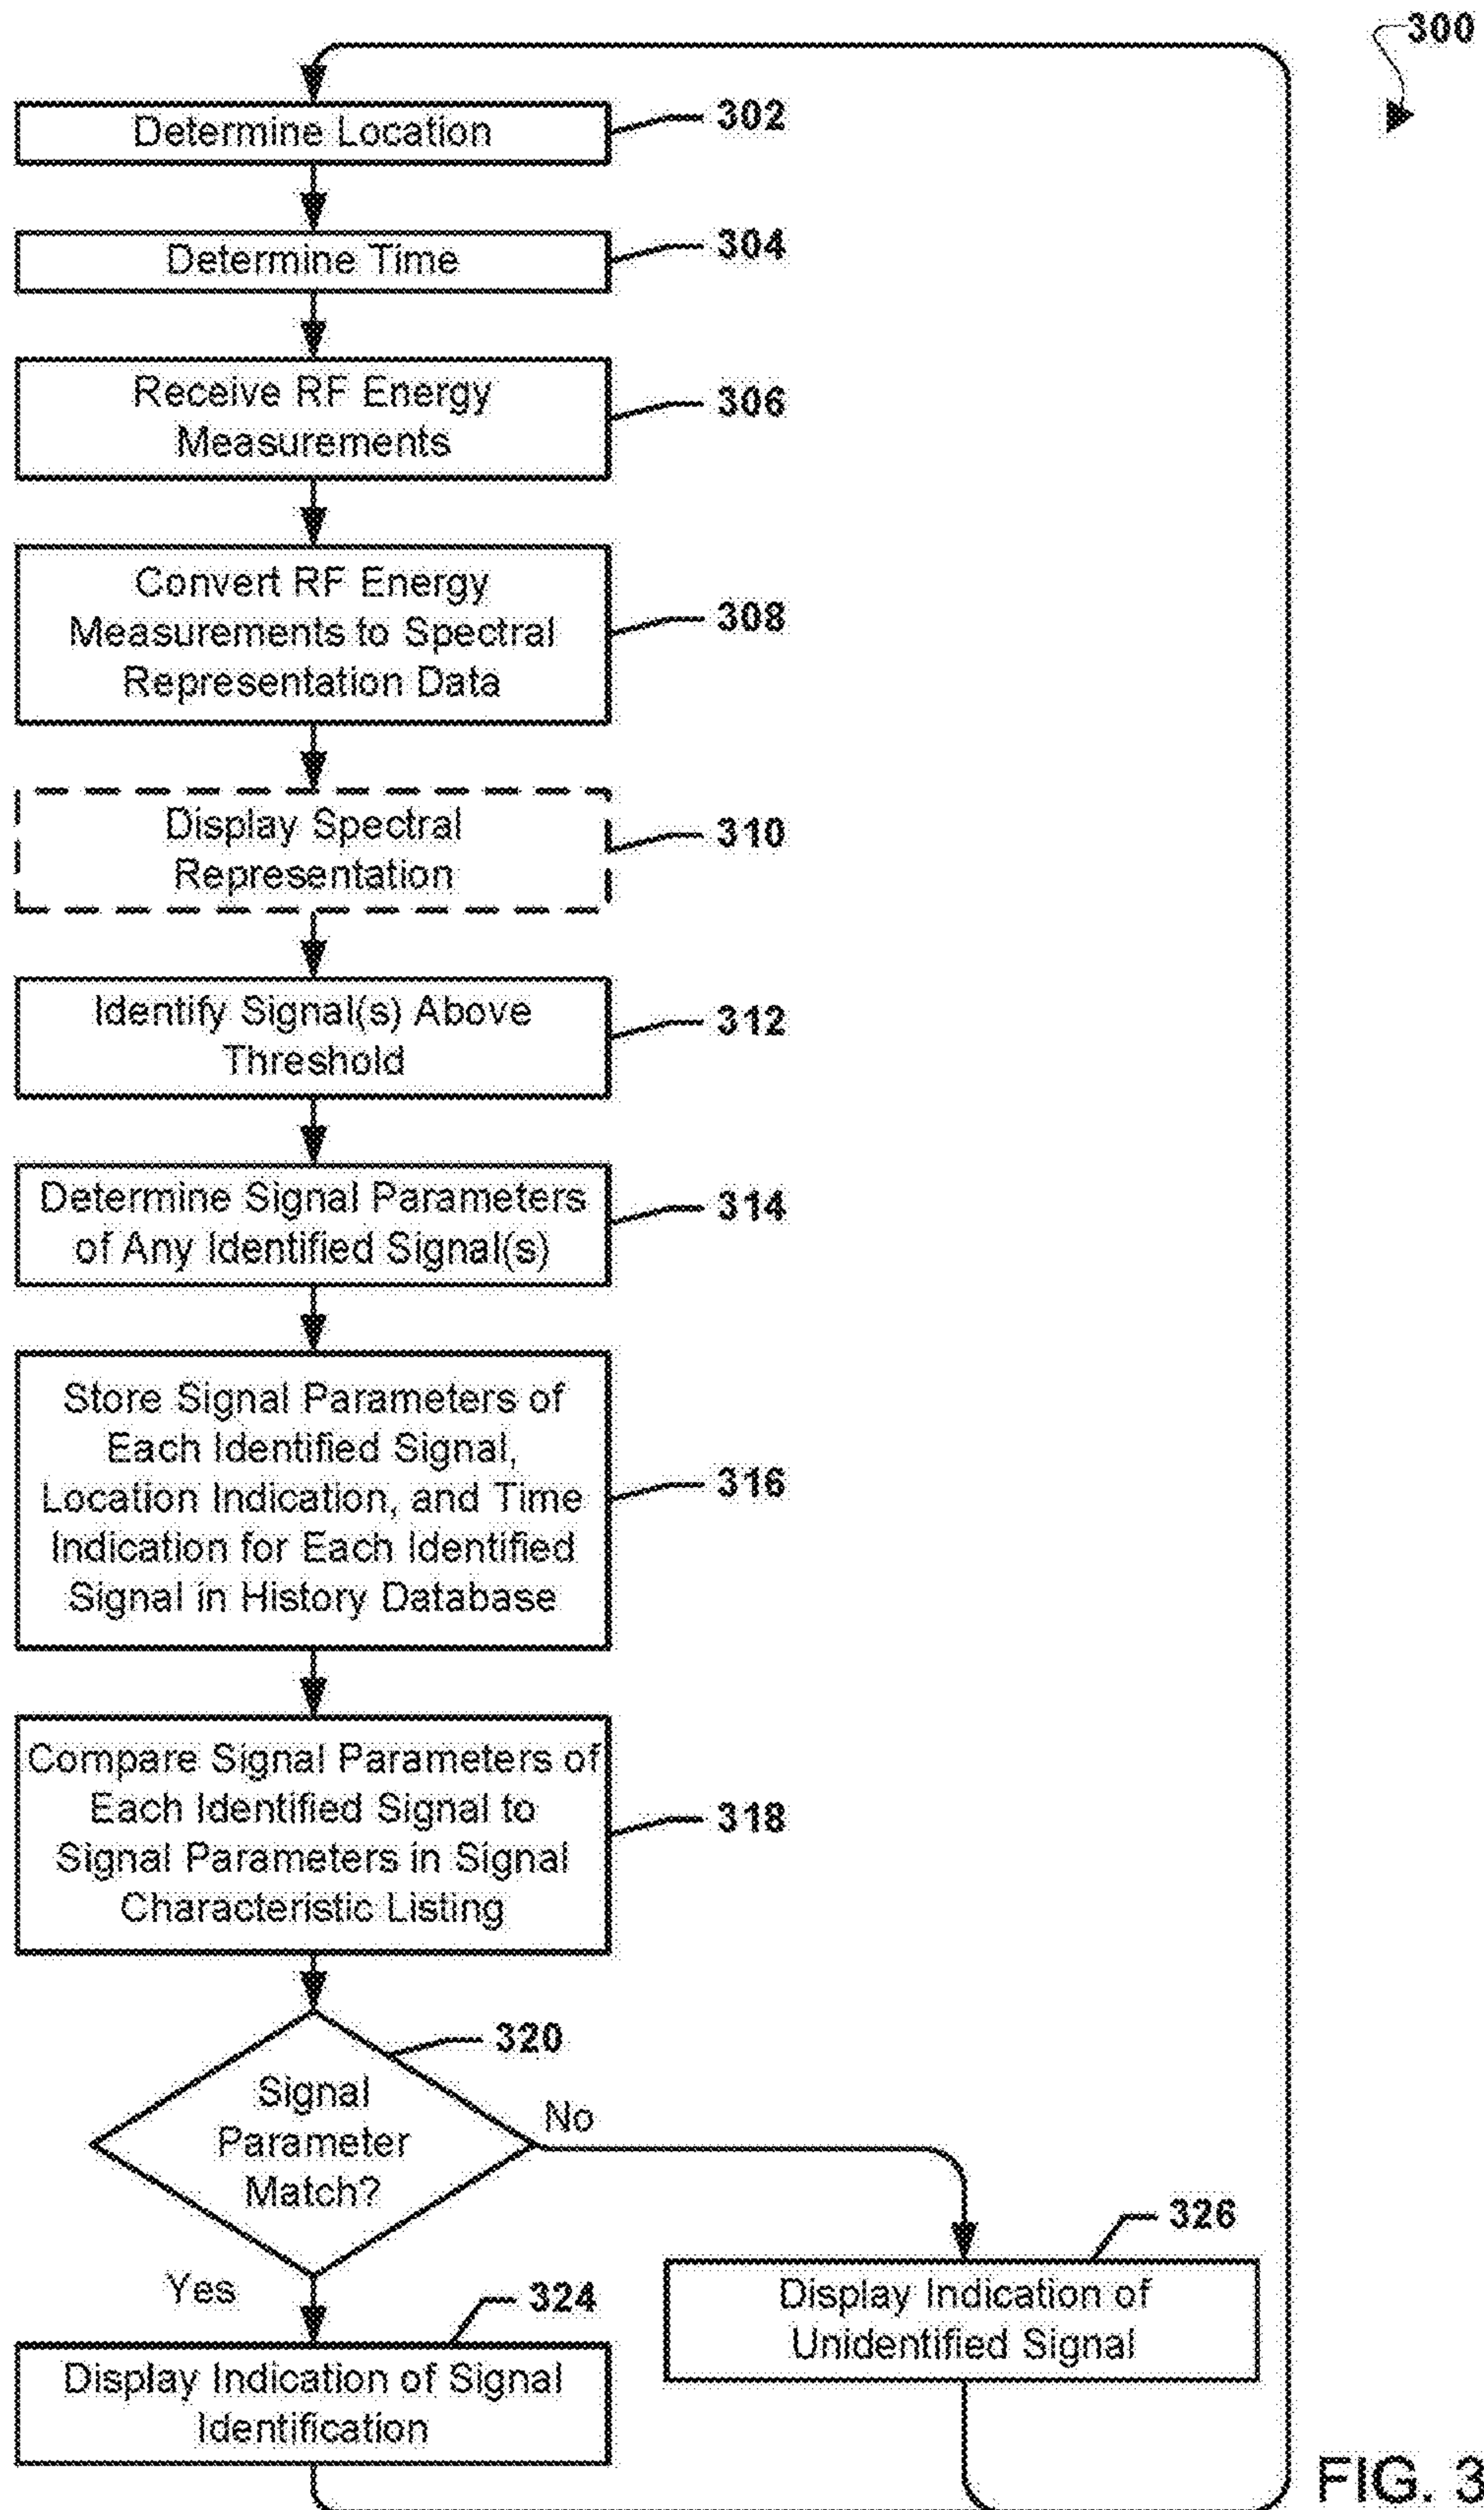 300
Determine Location
302
Determine Time
304
Receive RF Energy
Measurements
306
Convert RF Energy
Measurements to Spectral
Representation Data
308
Display Spectral
Representation
310
Identify Signal(s) Above
Threshold
312
Determine Signal Parameters
of Any Identified Signal(s)
314
Store Signal Parameters of
Each Identified Signal,
Location Indication, and Time
Indication for Each Identified
Signal in History Database
316
Compare Signal Parameters of
Each Identified Signal to
Signal Parameters in Signal
Characteristic Listing
318
320
Signal
Parameter
Match?
No
Yes
326
Display Indication of
Unidentified Signal
324
Display Indication of Signal
Identification
FIG. 3